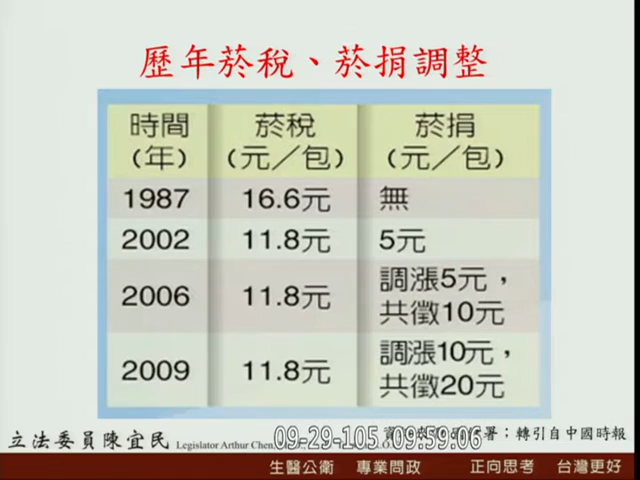 歷年菸稅、菸捐調整
時間 菸稅 菸捐
(年) (元／包) (元／包)
1987 16.6元 無
2002 11.8元 5元
2006 11.8元 調漲5元，
共徵10元
2009 11.8元 調漲10元，
共徵20元
立法委員陳宜民 Legislator Arthur Chen 09-29-105 09:59:06 署；轉引自中國時報
生醫公衛 專業問政 正向思考 台灣更好